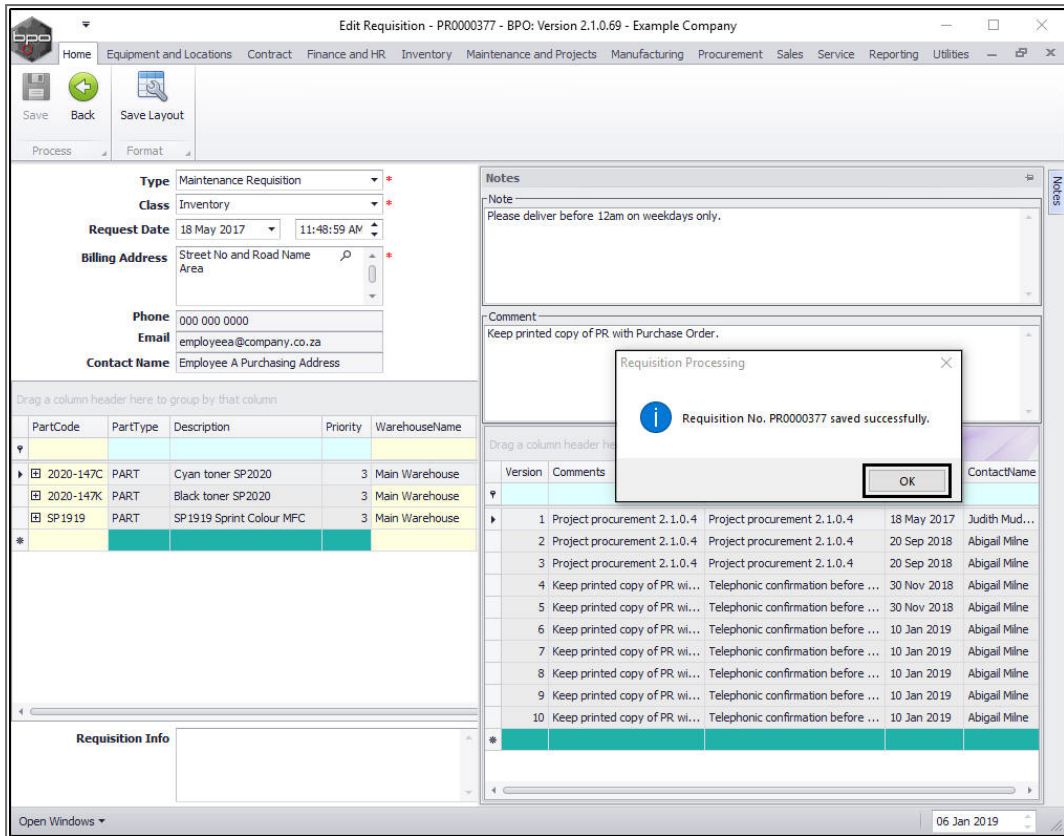 Edit Requisition - PR0000377 - BPO: Version 2.1.0.69 - Example Company
bpo
Home Equipment and Locations Contract Finance and HR Inventory Maintenance and Projects Manufacturing Procurement Sales Service Reporting Utilities
Save Back Save Layout
Process Format
Type Maintenance Requisition *
Class Inventory *
Request Date 18 May 2017 11:48:59 AM
Billing Address Street No and Road Name *
Area
Phone 000 000 0000
Email employeea@company.co.za
Contact Name Employee A Purchasing Address
Drag a column header here to group by that column
PartCode PartType Description Priority WarehouseName
2020-147C PART Cyan toner SP2020 3 Main Warehouse
2020-147K PART Black toner SP2020 3 Main Warehouse
SP1919 PART SP1919 Sprint Colour MFC 3 Main Warehouse
Requisition Info
Notes
Notes
Note
Please deliver before 12am on weekdays only.
Comment
Keep printed copy of PR with Purchase Order.
Requisition Processing
i Requisition No. PR0000377 saved successfully.
OK
Drag a column header he
Version Comments ContactName
1 Project procurement 2.1.0.4 Project procurement 2.1.0.4 18 May 2017 Judith Mud...
2 Project procurement 2.1.0.4 Project procurement 2.1.0.4 20 Sep 2018 Abigail Milne
3 Project procurement 2.1.0.4 Project procurement 2.1.0.4 20 Sep 2018 Abigail Milne
4 Keep printed copy of PR wi... Telephonic confirmation before ... 30 Nov 2018 Abigail Milne
5 Keep printed copy of PR wi... Telephonic confirmation before ... 30 Nov 2018 Abigail Milne
6 Keep printed copy of PR wi... Telephonic confirmation before ... 10 Jan 2019 Abigail Milne
7 Keep printed copy of PR wi... Telephonic confirmation before ... 10 Jan 2019 Abigail Milne
8 Keep printed copy of PR wi... Telephonic confirmation before ... 10 Jan 2019 Abigail Milne
9 Keep printed copy of PR wi... Telephonic confirmation before ... 10 Jan 2019 Abigail Milne
10 Keep printed copy of PR wi... Telephonic confirmation before ... 10 Jan 2019 Abigail Milne
Open Windows 06 Jan 2019